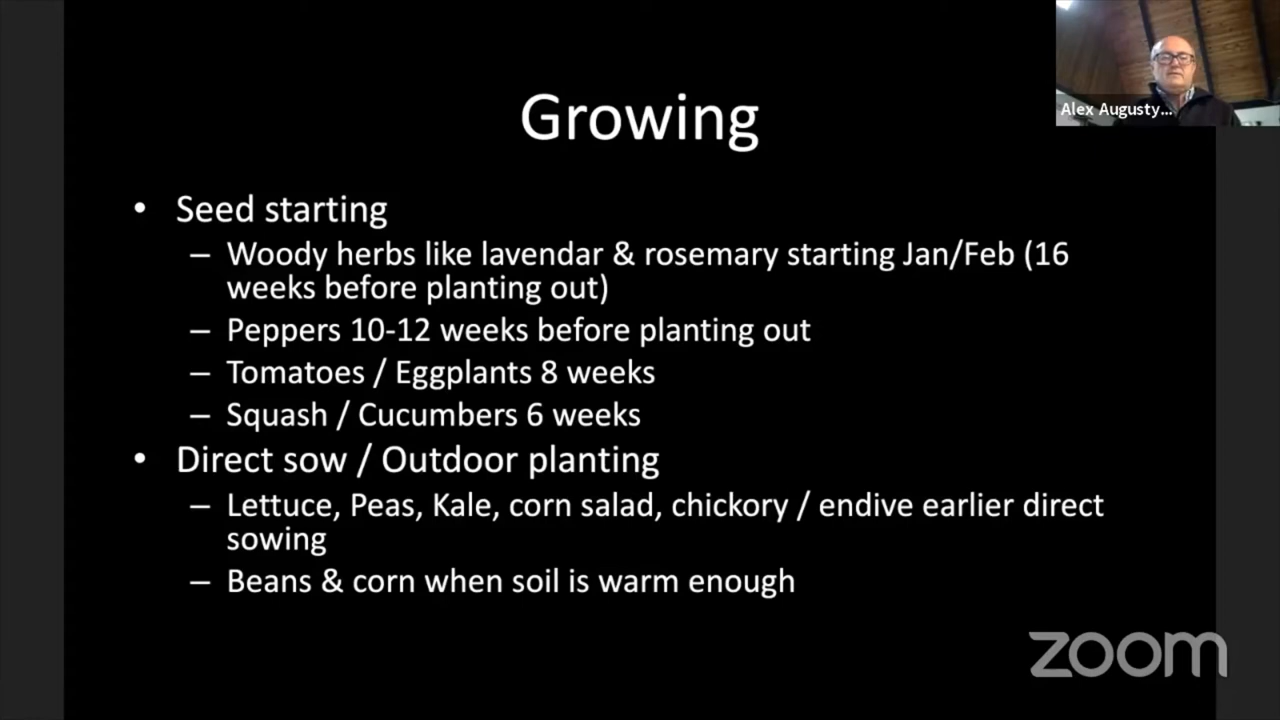 Growing
Alex Augusty...
• Seed starting
– Woody herbs like lavendar & rosemary starting Jan/Feb (16
weeks before planting out)
– Peppers 10-12 weeks before planting out
– Tomatoes / Eggplants 8 weeks
– Squash / Cucumbers 6 weeks
• Direct sow / Outdoor planting
– Lettuce, Peas, Kale, corn salad, chickory / endive earlier direct
sowing
– Beans & corn when soil is warm enough
zoom